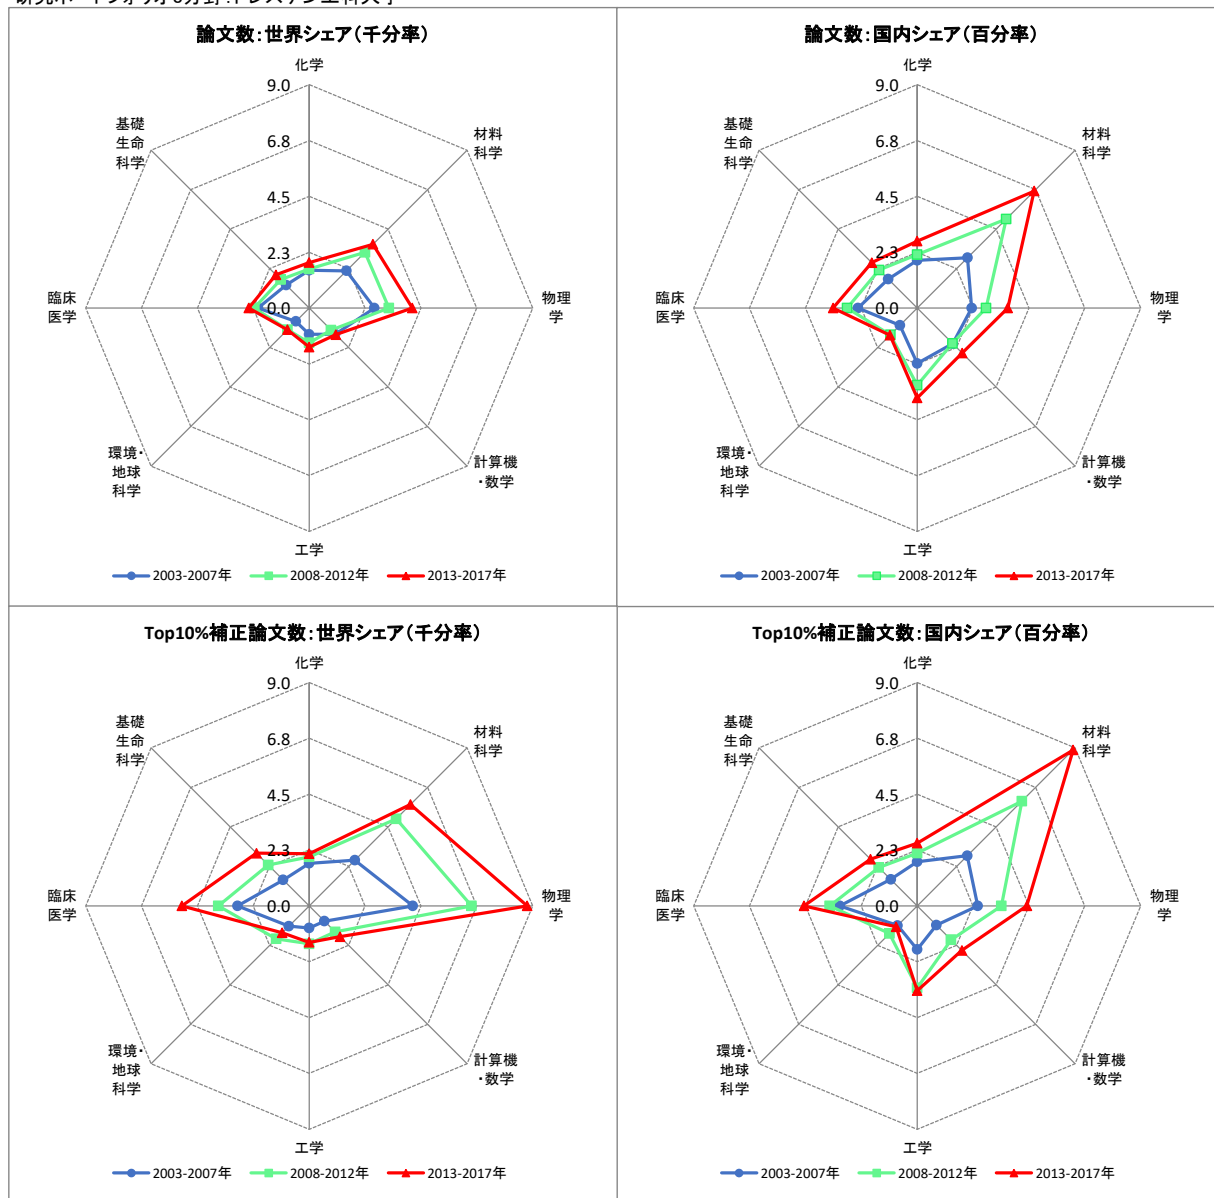 論文数:世界シェア(千分率)
化学
9.0
6.8
4.5
2.3
0.0
材料
科学
物理
学
計算機
・数学
工学
環境・
地球
科学
臨床
医学
基礎
生命
科学
2003-2007年
2008-2012年
2013-2017年
論文数:国内シェア(百分率)
化学
9.0
6.8
4.5
2.3
0.0
材料
科学
物理
学
計算機
・数学
工学
環境・
地球
科学
臨床
医学
基礎
生命
科学
2003-2007年
2008-2012年
2013-2017年
Top10%補正論文数:世界シェア(千分率)
化学
9.0
6.8
4.5
2.3
0.0
材料
科学
物理
学
計算機
・数学
工学
環境・
地球
科学
臨床
医学
基礎
生命
科学
2003-2007年
2008-2012年
2013-2017年
Top10%補正論文数:国内シェア(百分率)
化学
9.0
6.8
4.5
2.3
0.0
材料
科学
物理
学
計算機
・数学
工学
環境・
地球
科学
臨床
医学
基礎
生命
科学
2003-2007年
2008-2012年
2013-2017年